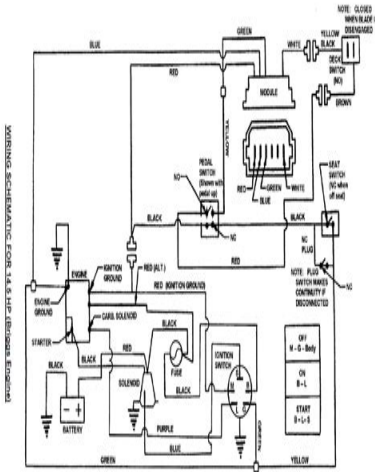 NOTE: CLOSED
WHEN BLADE
DISENGAGED
GREEN
YELLOW
BLUE
WHITE
BLACK
DECK
SWITCH
(NO)
RED
MODULE
BROWN
YELLOW
PEDAL
SWITCH
(Shown with
pedal up)
RED
GREEN
WHITE
BLUE
SEAT
SWITCH
(NC when
off seat)
NO
BLACK
BLACK
NC
NC
PLUG
RED
ENGINE
IGNITION
GROUND
RED (ALT.)
NOTE: PLUG
SWITCH MAKES
CONTINUITY IF
DISCONNECTED
NC
RED (IGNITION GROUND)
ENGINE
GROUND
CARB. SOLENOID
BLACK
STARTER
RED
IGNITION
SWITCH
OFF
M - G - Body
BLACK
BLACK
FUSE
SOLENOID
BLACK
ON
B - L
BATTERY
PURPLE
START
B - L - S
BLUE
GREEN
GREEN
YELLOW
WIRING SCHEMATIC FOR 14.5 HP (Briggs Engine)